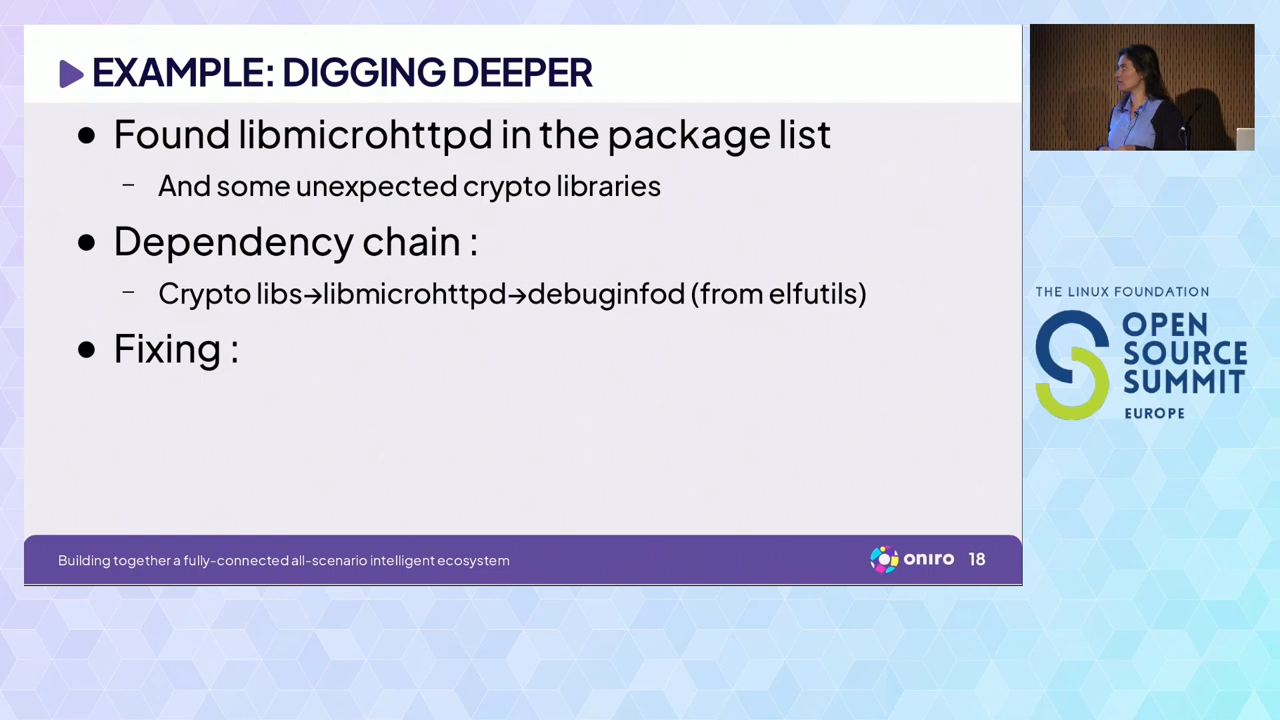 EXAMPLE: DIGGING DEEPER
● Found libmicrohttpd in the package list
– And some unexpected crypto libraries
● Dependency chain :
– Crypto libs→libmicrohttpd→debuginfod (from elfutils)
● Fixing :
Building together a fully-connected all-scenario intelligent ecosystem
oniro 18
THE LINUX FOUNDATION
OPEN
SOURCE
SUMMIT
EUROPE